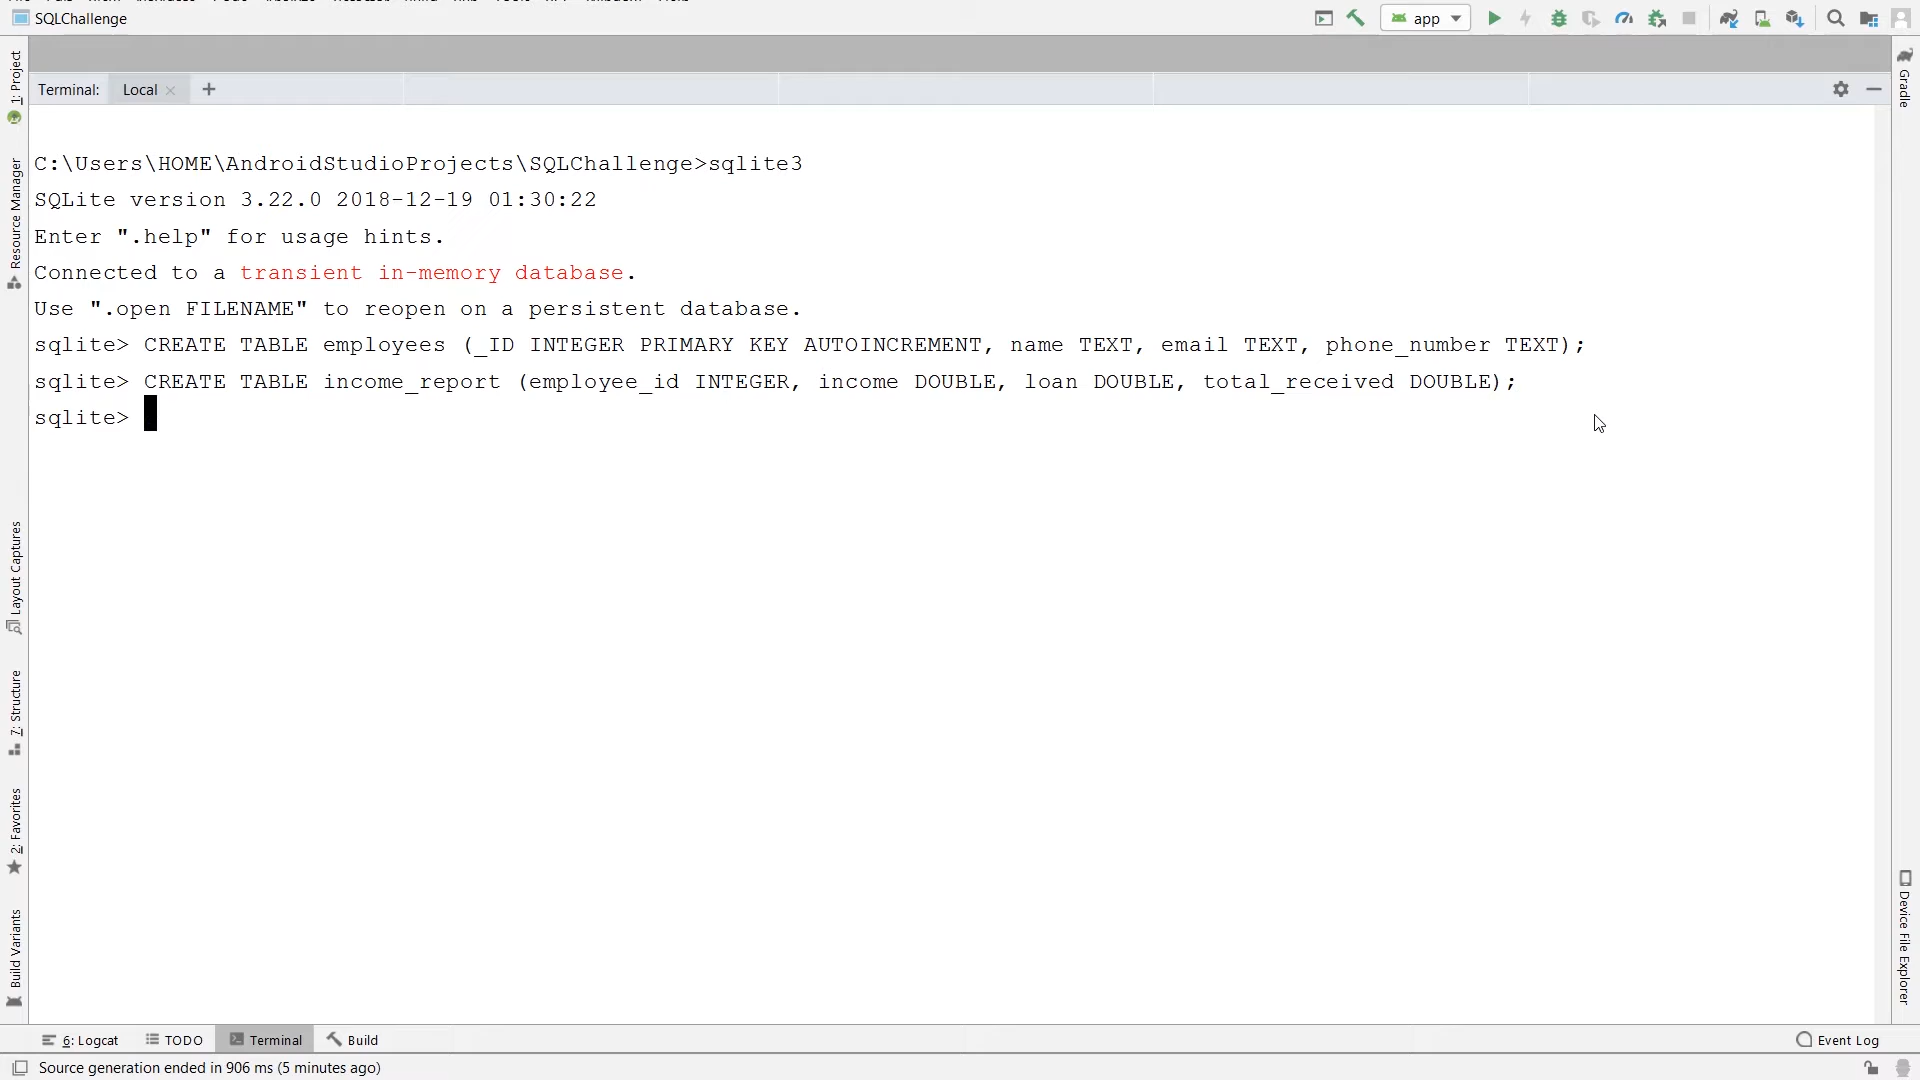 SQLChallenge
app
Terminal:
Local
+
C:\Users\HOME\AndroidStudioProjects\SQLChallenge>sqlite3
SQLite version 3.22.0 2018-12-19 01:30:22
Enter ".help" for usage hints.
Connected to a transient in-memory database.
Use ".open FILENAME" to reopen on a persistent database.
sqlite> CREATE TABLE employees (_ID INTEGER PRIMARY KEY AUTOINCREMENT, name TEXT, email TEXT, phone_number TEXT);
sqlite> CREATE TABLE income_report (employee_id INTEGER, income DOUBLE, loan DOUBLE, total_received DOUBLE);
sqlite>
1: Project
Resource Manager
Layout Captures
7: Structure
2: Favorites
Build Variants
Gradle
Device File Explorer
6: Logcat
TODO
Terminal
Build
Event Log
Source generation ended in 906 ms (5 minutes ago)